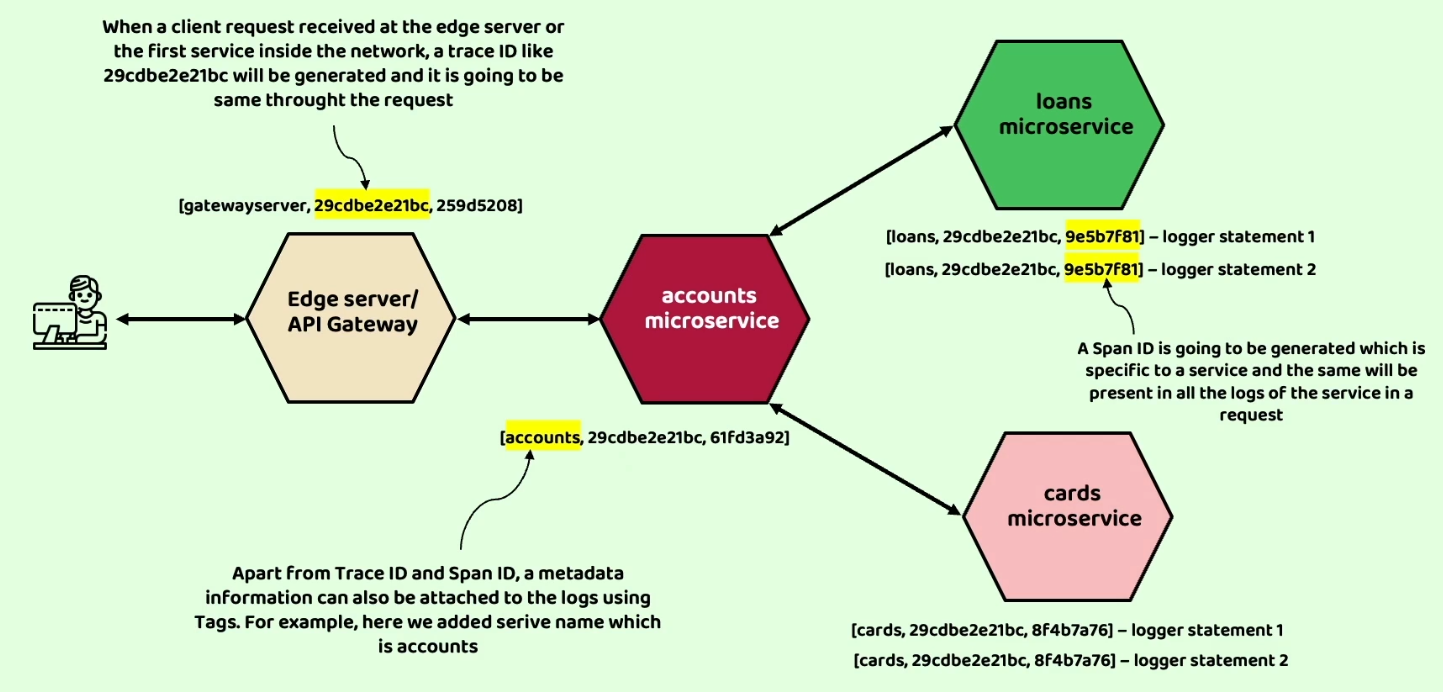 When a client request received at the edge server or
the first service inside the network, a trace ID like
29cdbe2e21bc will be generated and it is going to be
same throught the request
[gatewayserver, 29cdbe2e21bc, 259d5208]
Edge server/
API Gateway
accounts
microservice
[accounts, 29cdbe2e21bc, 61fd3a92]
Apart from Trace ID and Span ID, a metadata
information can also be attached to the logs using
Tags. For example, here we added serive name which
is accounts
loans
microservice
[loans, 29cdbe2e21bc, 9e5b7f81] – logger statement 1
[loans, 29cdbe2e21bc, 9e5b7f81] – logger statement 2
A Span ID is going to be generated which is
specific to a service and the same will be
present in all the logs of the service in a
request
cards
microservice
[cards, 29cdbe2e21bc, 8f4b7a76] – logger statement 1
[cards, 29cdbe2e21bc, 8f4b7a76] – logger statement 2